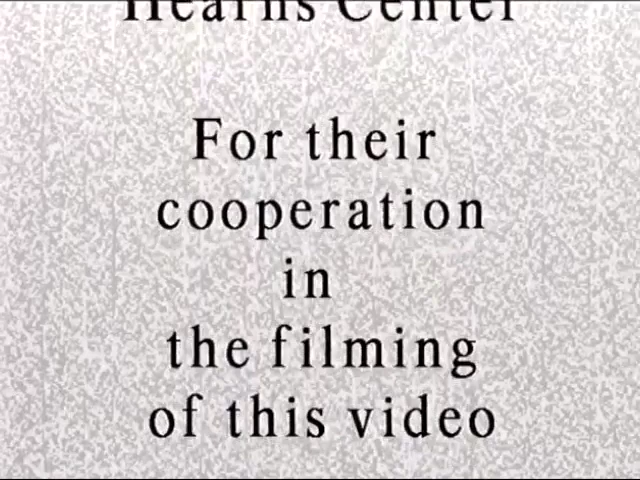 Hearns Center
For their
cooperation
in
the filming
of this video